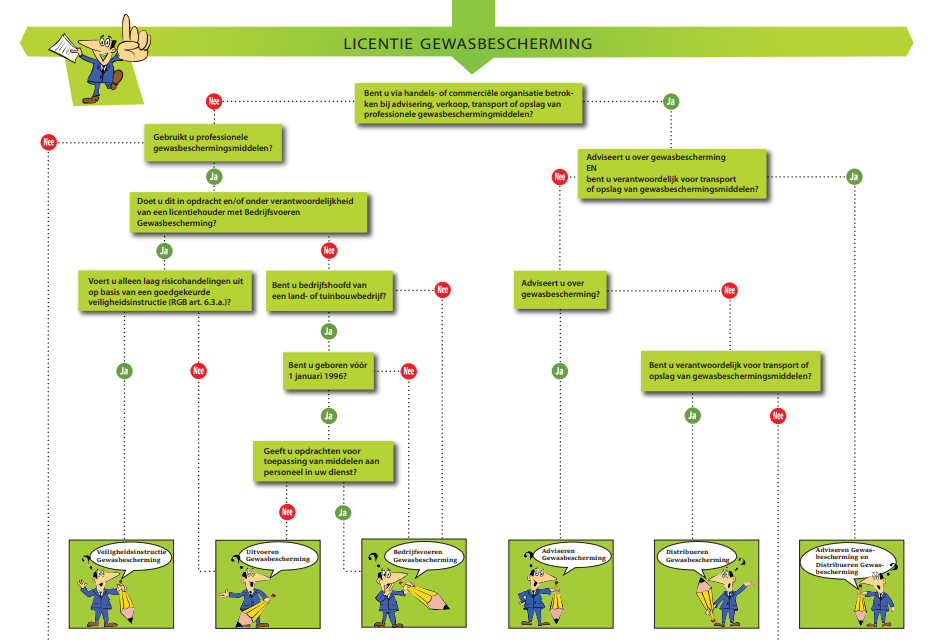 LICENTIE GEWASBESCHERMING
Bent u via handels- of commerciële organisatie betrok-
ken bij advisering, verkoop, transport of opslag van
professionele gewasbeschermingmiddelen?
Nee
Ja
Nee
Gebruikt u professionele
gewasbeschermingsmiddelen?
Adviseert u over gewasbescherming
EN
bent u verantwoordelijk voor transport
of opslag van gewasbeschermingsmiddelen?
Ja
Nee
Ja
Doet u dit in opdracht en/of onder verantwoordelijkheid
van een licentiehouder met Bedrijfsvoeren
Gewasbescherming?
Ja
Nee
Voert u alleen laag risicohandelingen uit
op basis van een goedgekeurde
veiligheidsinstructie (RGB art. 6.3.a.)?
Bent u bedrijfshoofd van
een land- of tuinbouwbedrijf?
Nee
Adviseert u over
gewasbescherming?
Nee
Ja
Bent u geboren vóór
1 januari 1996?
Bent u verantwoordelijk voor transport of
opslag van gewasbeschermingsmiddelen?
Ja
Nee
Nee
Ja
Ja
Ja
Nee
Geeft u opdrachten voor
toepassing van middelen aan
personeel in uw dienst?
Nee
Ja
Veiligheidsinstructie
Gewasbescherming
Uitvoeren
Gewasbescherming
Bedrijfsvoeren
Gewasbescherming
Adviseren
Gewasbescherming
Distribueren
Gewasbescherming
Adviseren Gewas-
bescherming en
Distribueren Gewas-
bescherming